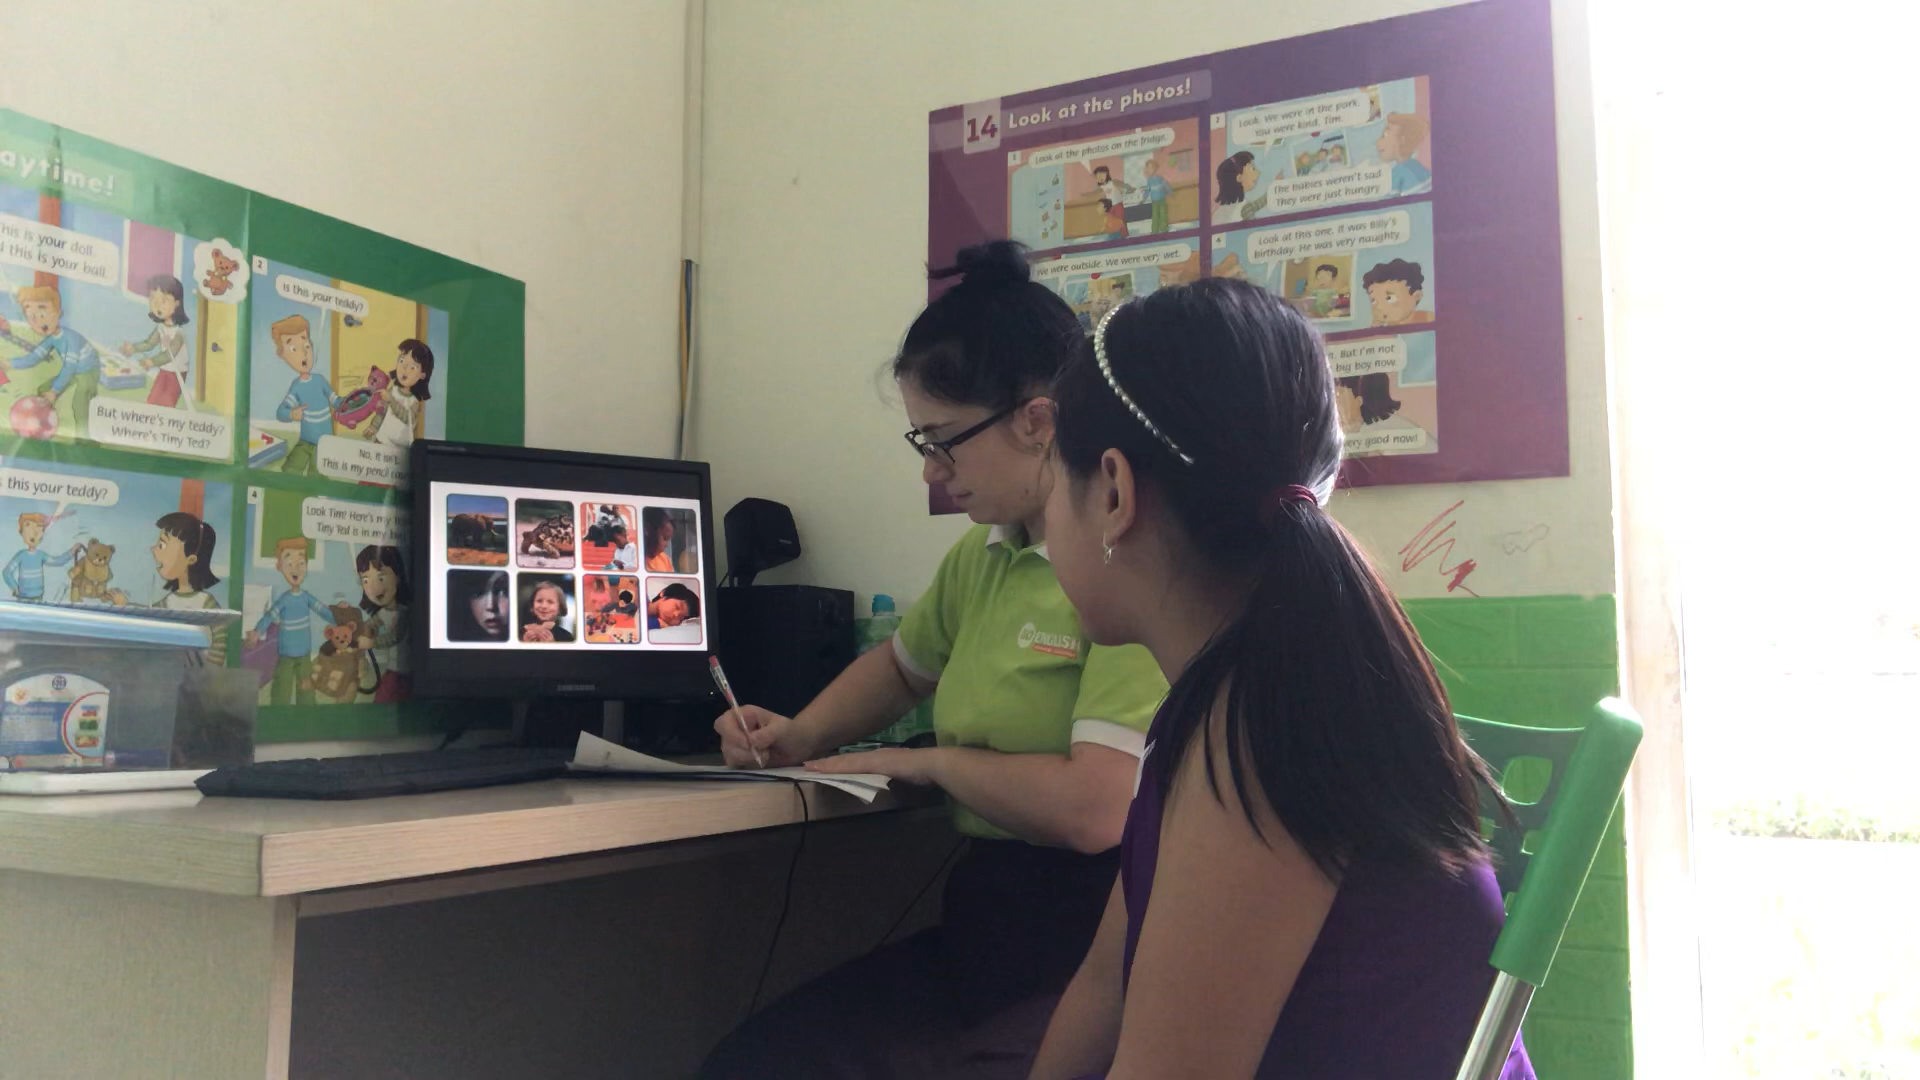 aytime!
his is your doll.
d this is your ball.
But where's my teddy?
Where's Tiny Ted?
2
Is this your teddy?
No, it isn't.
This is my pencil
this your teddy?
4
Look Tim! Here's my
Tiny Ted is in my
14 Look at the photos!
1
Look at the photos on the fridge.
2
Look. We were in the park.
You were kind, Tim.
The babies weren't sad.
They were just hungry.
We were outside. We were very wet.
4
Look at this one. It was Billy's
birthday. He was very naughty.
But I'm not
big boy now.
very good now!
ENGLISH
SAMSUNG